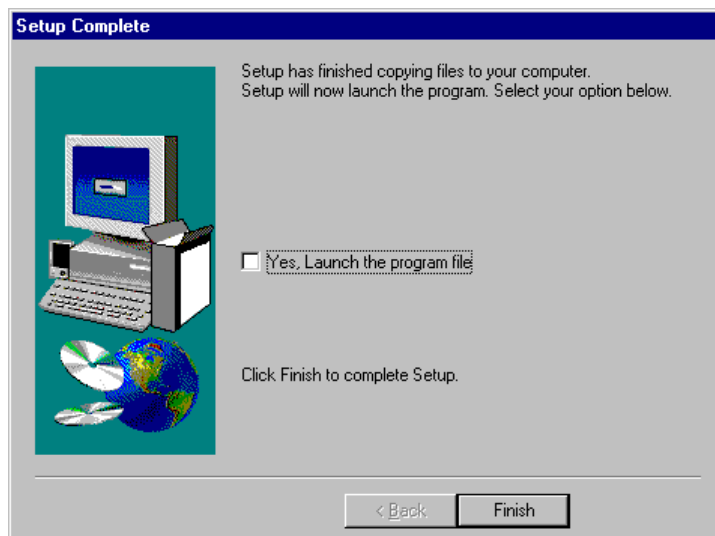 Setup Complete
Setup has finished copying files to your computer.
Setup will now launch the program. Select your option below.
Yes, Launch the program file
Click Finish to complete Setup.
< Back
Finish